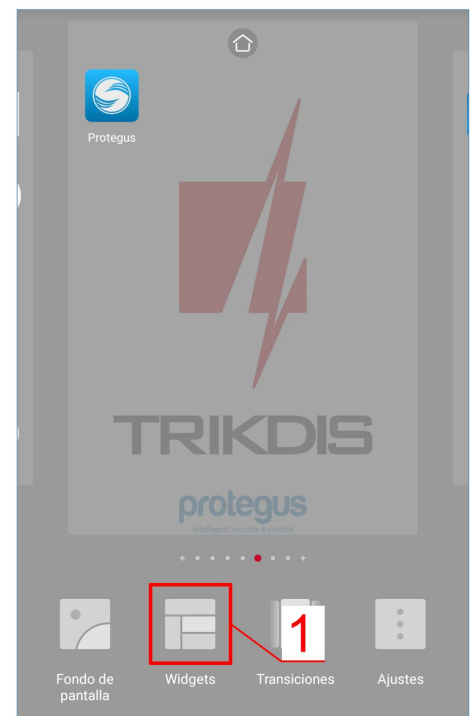 Protegus
TRIKDIS
protegus
intelligent security & control
1
Fondo de
pantalla
Widgets
Transiciones
Ajustes